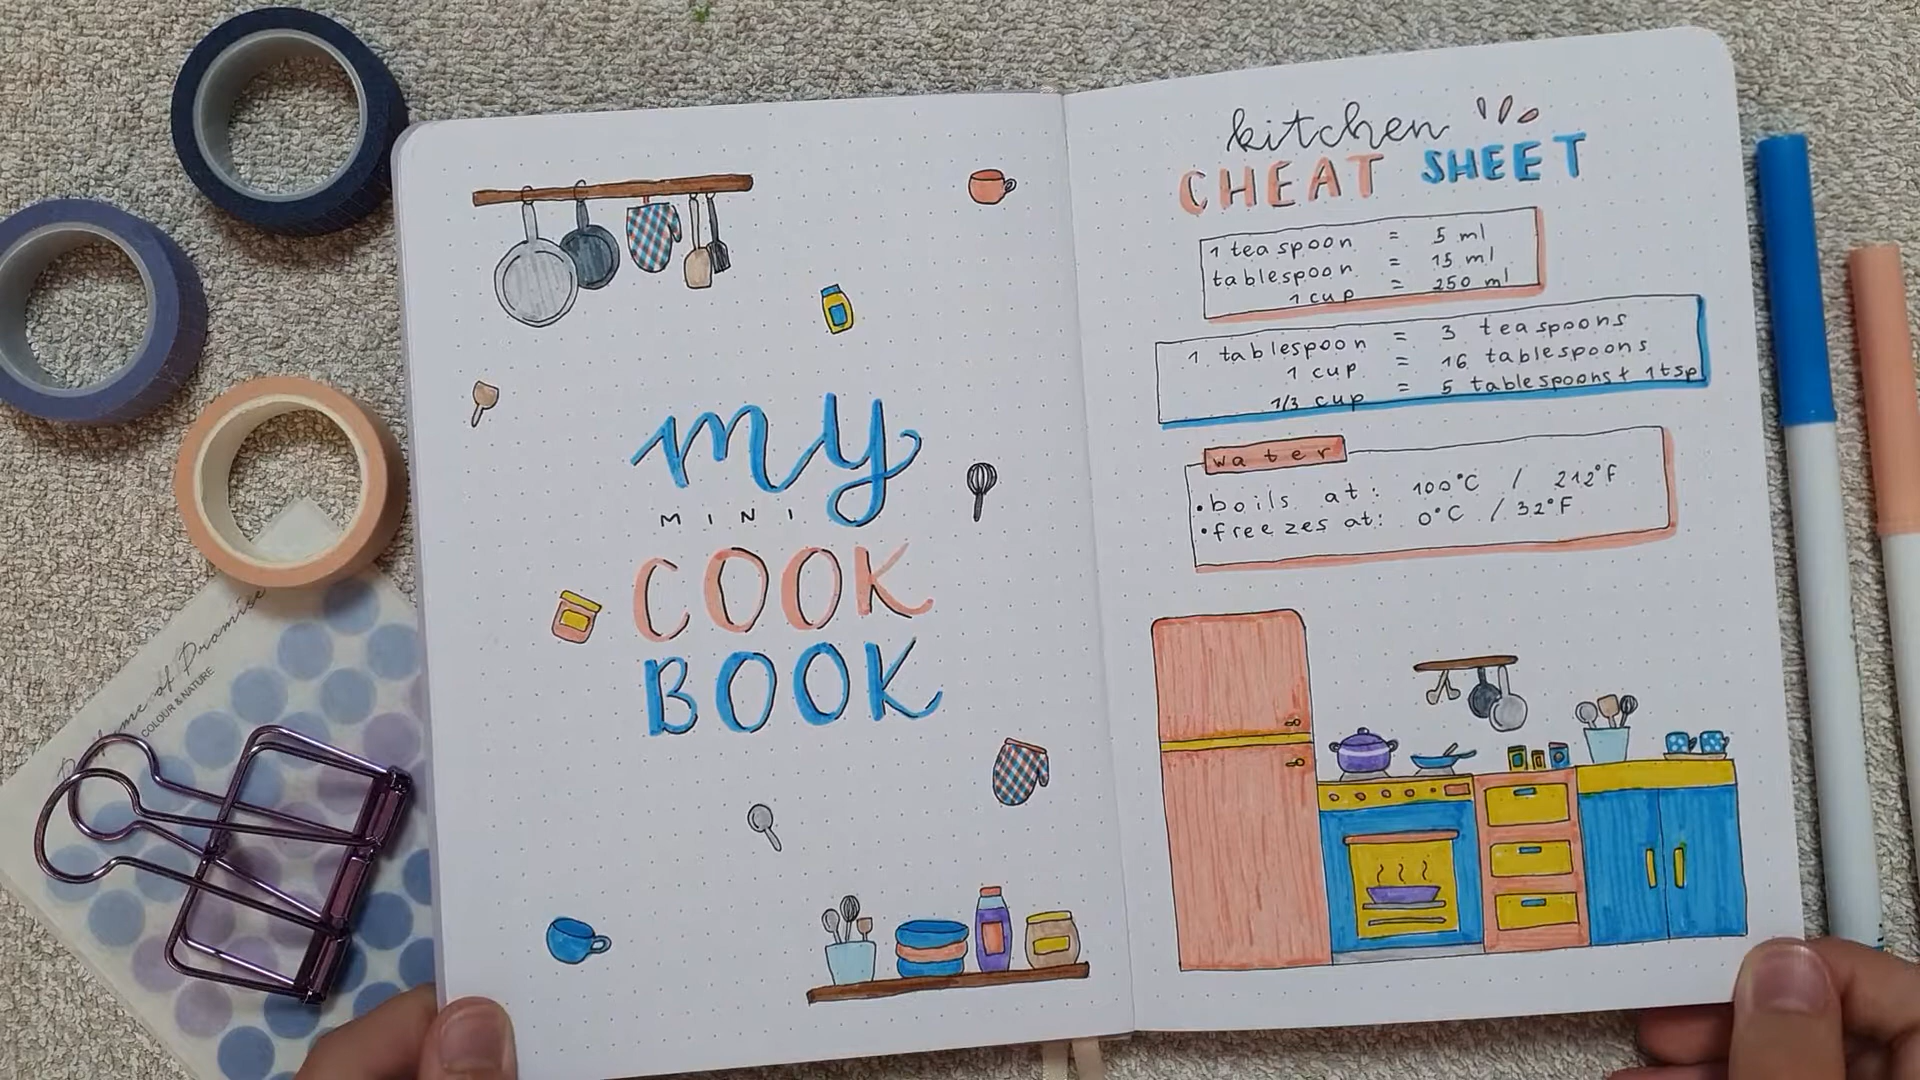 my
MINI
COOK
BOOK
kitchen
CHEAT SHEET
1 teaspoon = 5 ml
tablespoon = 15 ml
1 cup = 250 ml
1 tablespoon = 3 teaspoons
1 cup = 16 tablespoons
1/3 cup = 5 tablespoons + 1tsp
water
• boils at: 100°C / 212°F
• freezes at: 0°C / 32°F
of Promise
COLOUR & NATURE